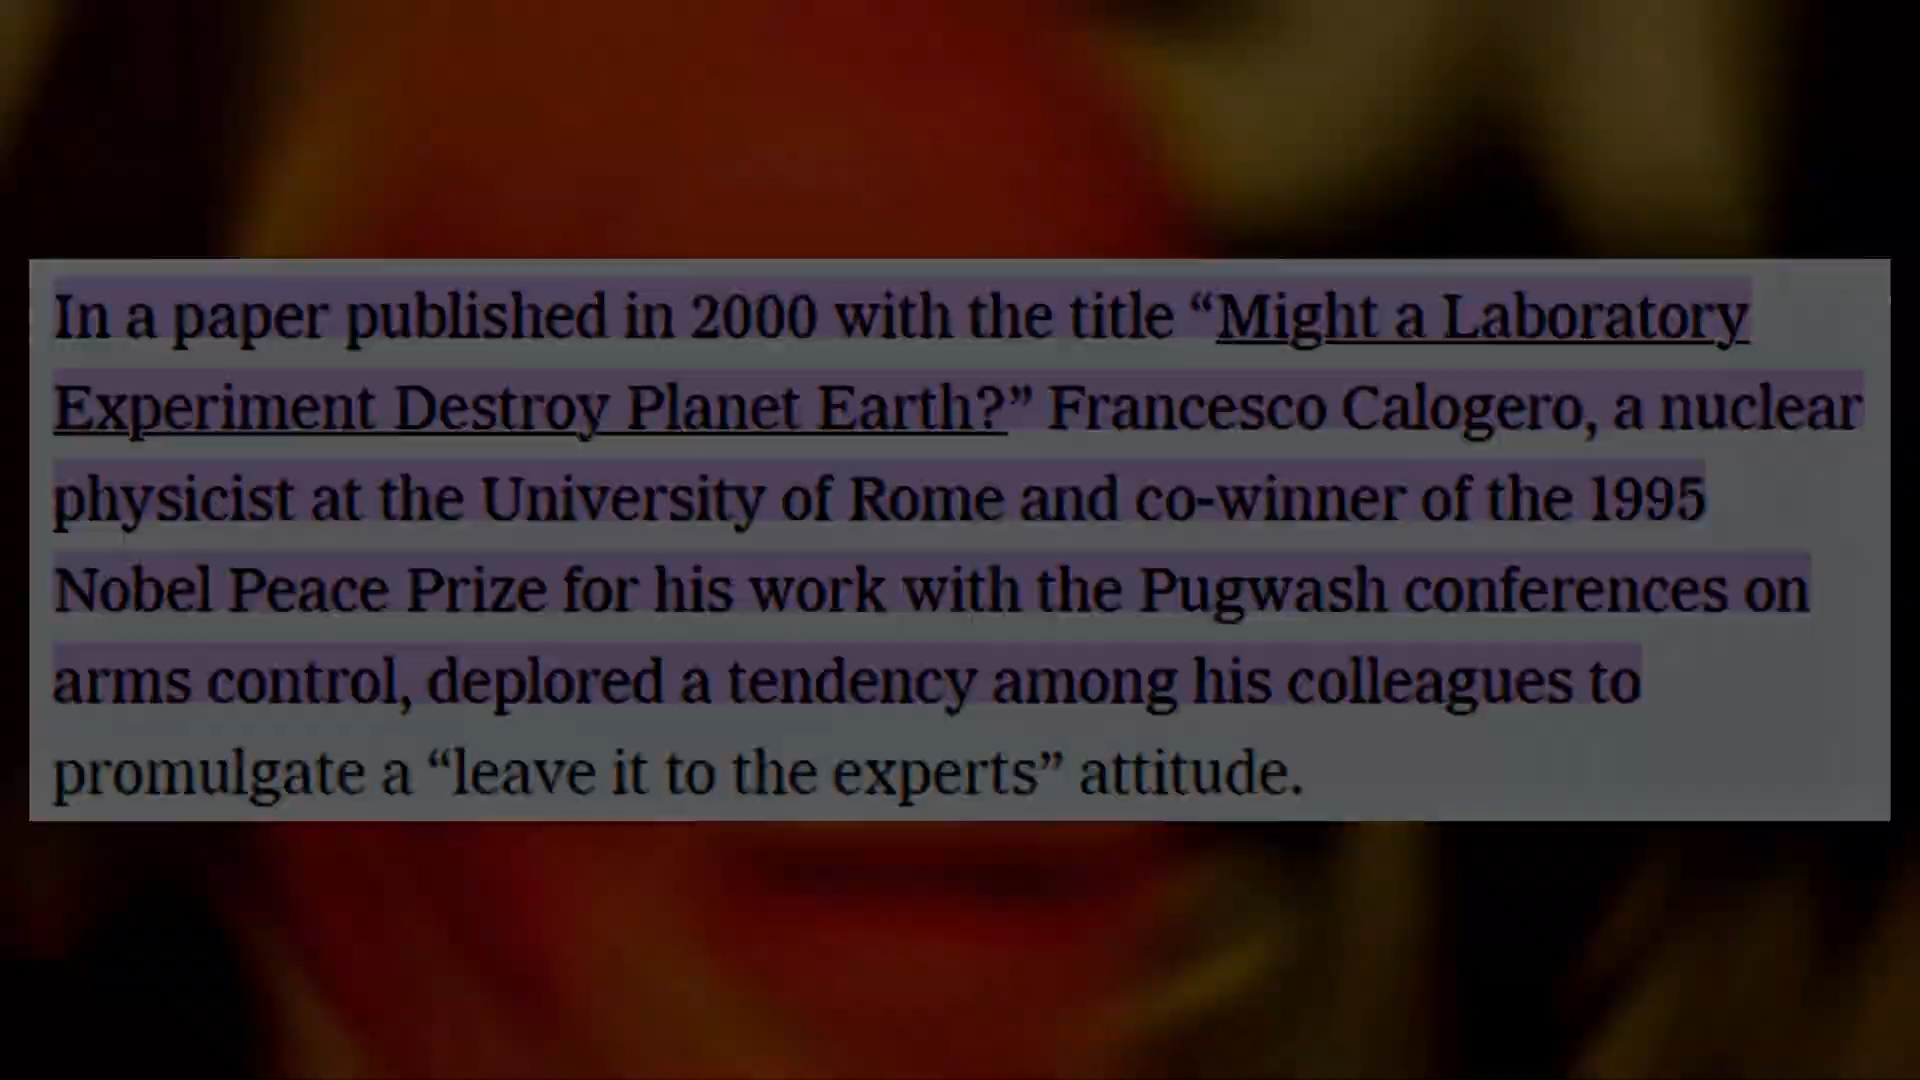 In a paper published in 2000 with the title “Might a Laboratory
Experiment Destroy Planet Earth?” Francesco Calogero, a nuclear
physicist at the University of Rome and co-winner of the 1995
Nobel Peace Prize for his work with the Pugwash conferences on
arms control, deplored a tendency among his colleagues to
promulgate a “leave it to the experts” attitude.